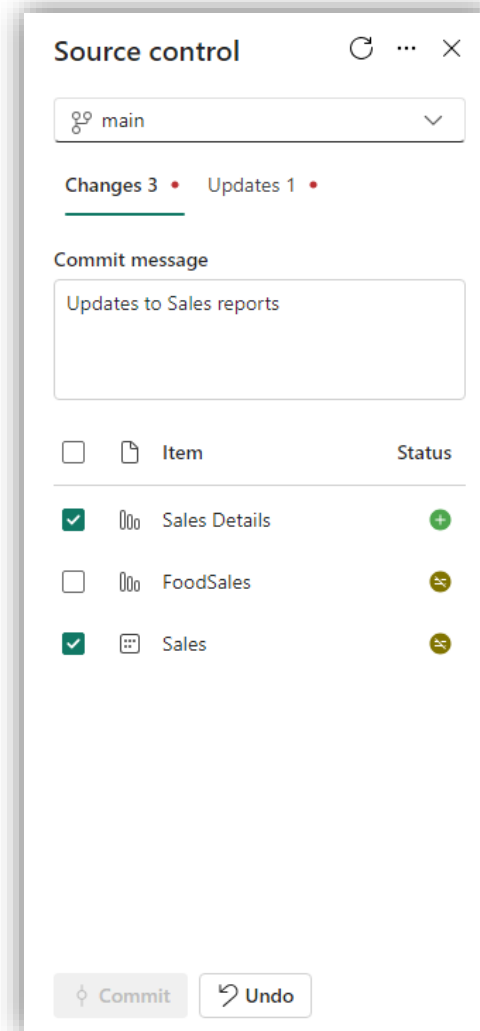 Source control
main
Changes 3 Updates 1
Commit message
Updates to Sales reports
Item Status
Sales Details
FoodSales
Sales
Commit Undo